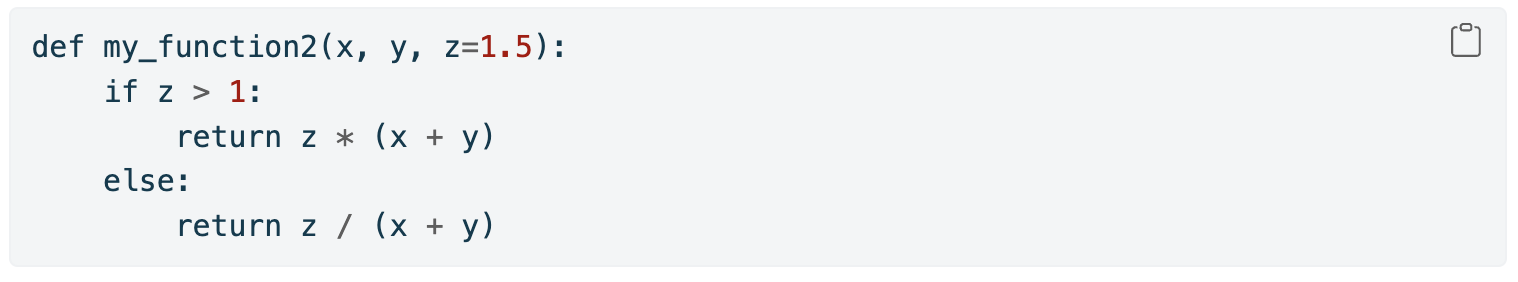 def my_function2(x, y, z=1.5):
    if z > 1:
        return z * (x + y)
    else:
        return z / (x + y)